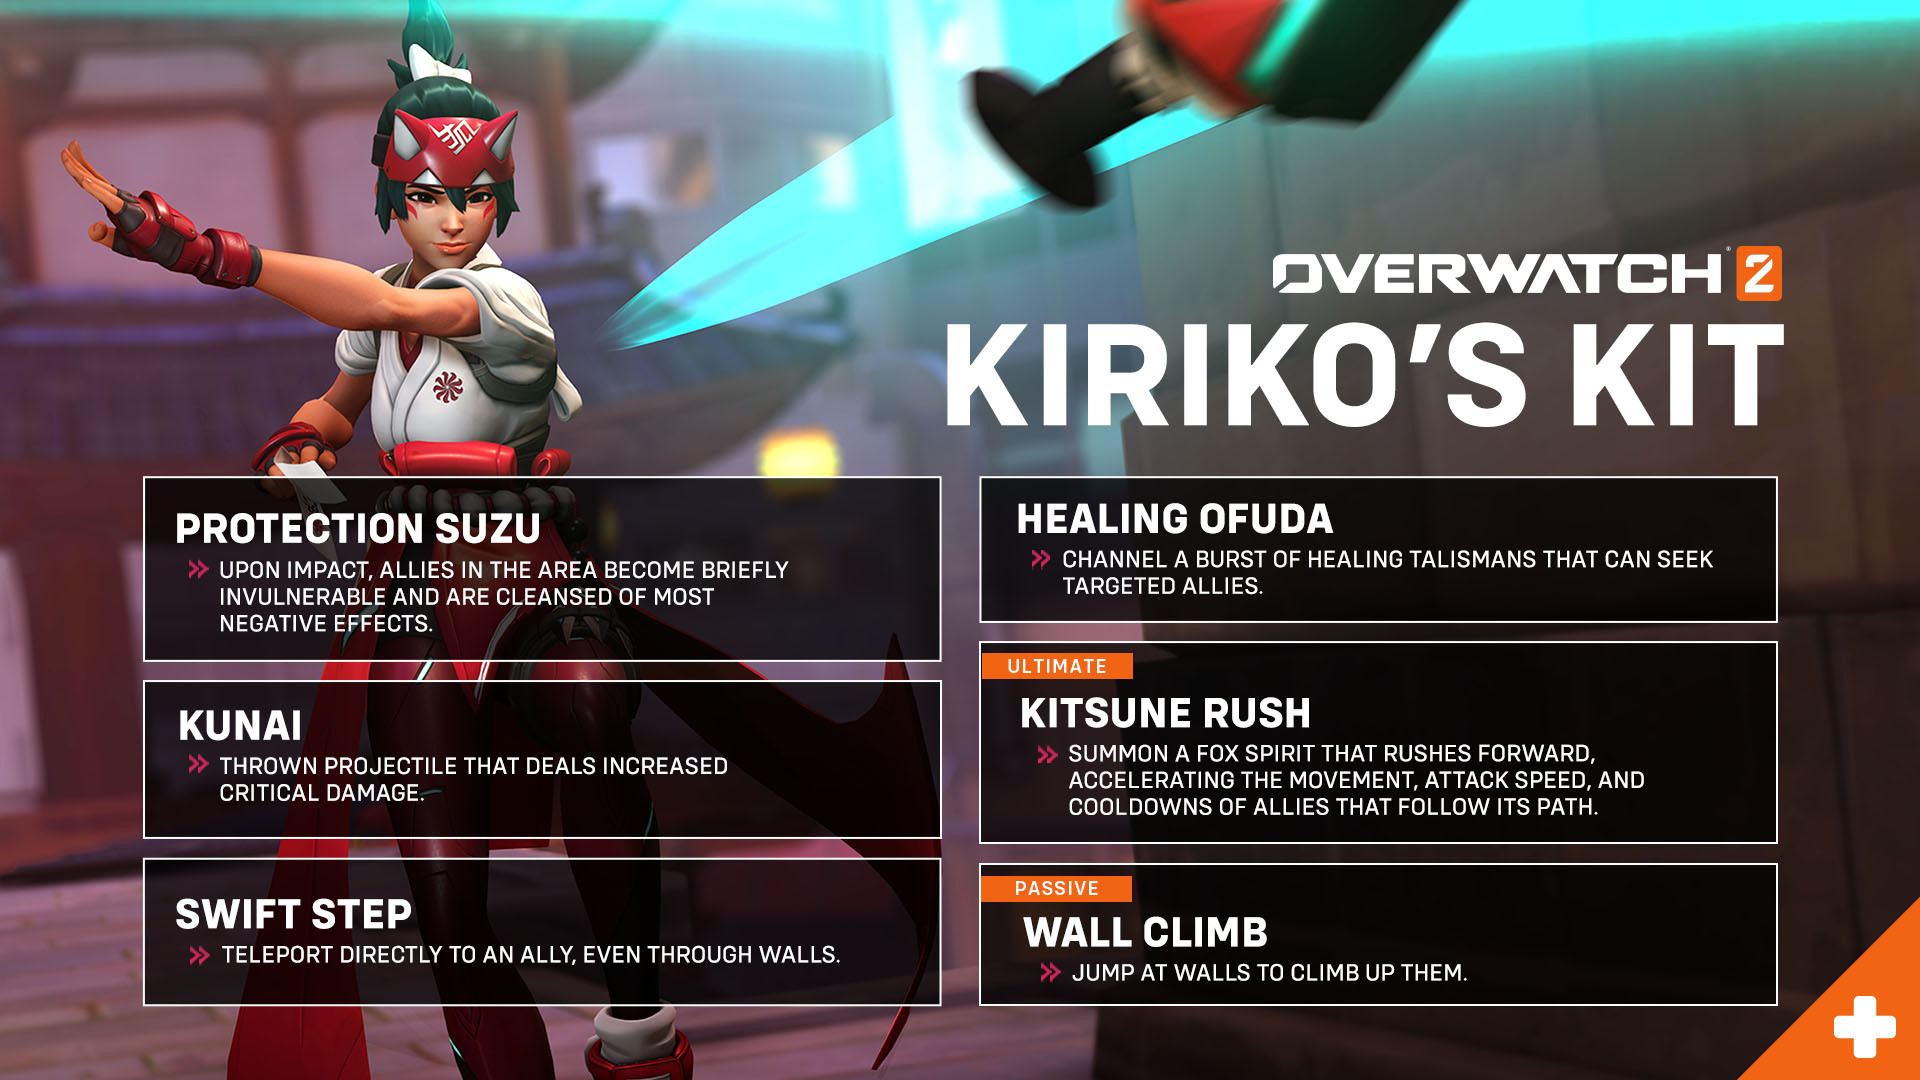 OVERWATCH 2
KIRIKO'S KIT
PROTECTION SUZU
UPON IMPACT, ALLIES IN THE AREA BECOME BRIEFLY
INVULNERABLE AND ARE CLEANSED OF MOST
NEGATIVE EFFECTS.
KUNAI
THROWN PROJECTILE THAT DEALS INCREASED
CRITICAL DAMAGE.
SWIFT STEP
TELEPORT DIRECTLY TO AN ALLY, EVEN THROUGH WALLS.
HEALING OFUDA
CHANNEL A BURST OF HEALING TALISMANS THAT CAN SEEK
TARGETED ALLIES.
ULTIMATE
KITSUNE RUSH
SUMMON A FOX SPIRIT THAT RUSHES FORWARD,
ACCELERATING THE MOVEMENT, ATTACK SPEED, AND
COOLDOWNS OF ALLIES THAT FOLLOW ITS PATH.
PASSIVE
WALL CLIMB
JUMP AT WALLS TO CLIMB UP THEM.